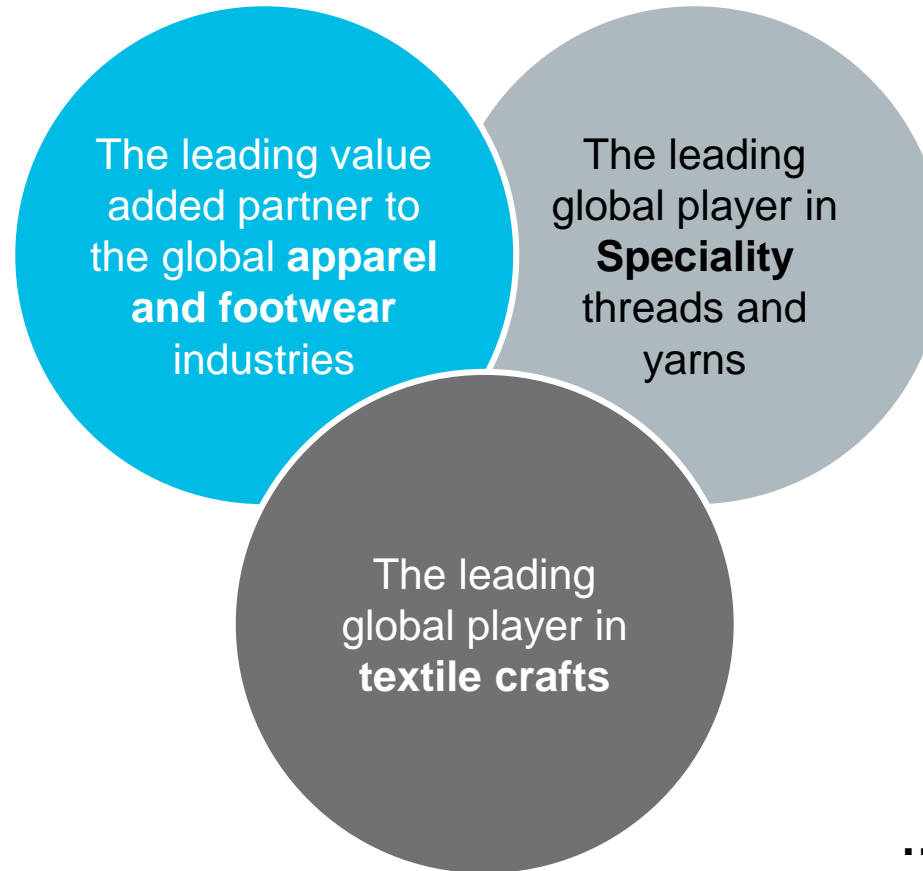 The leading value
added partner to
the global apparel
and footwear
industries
The leading
global player in
Speciality
threads and
yarns
The leading
global player in
textile crafts
..